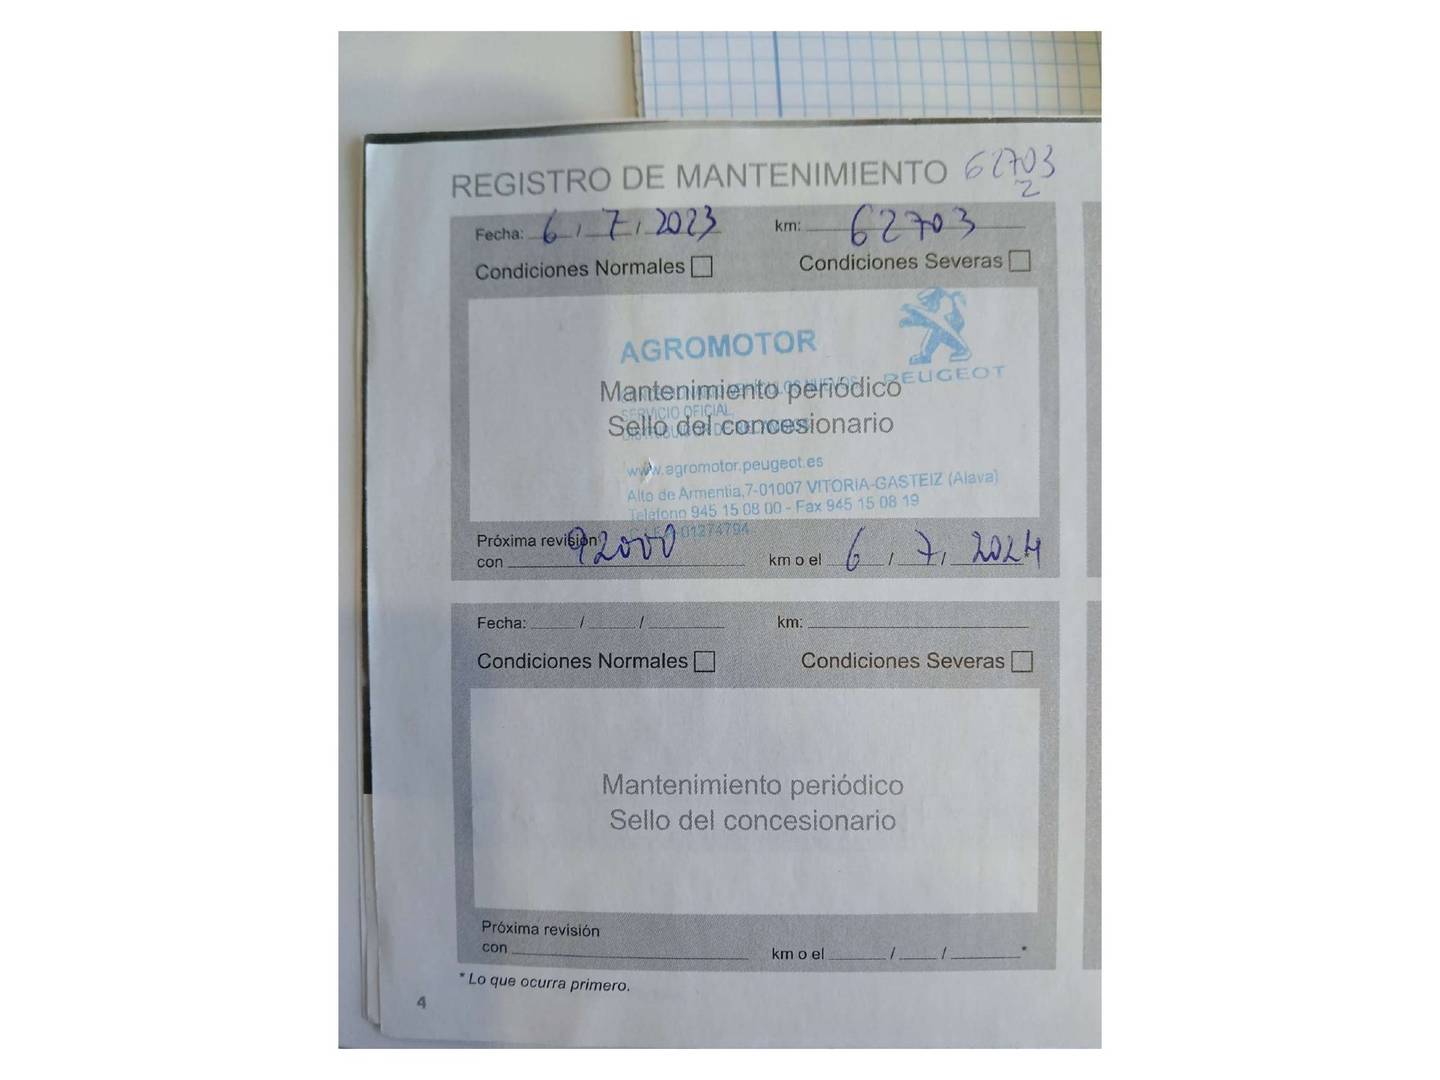 REGISTRO DE MANTENIMIENTO 62703
2
Fecha: 6 / 7 / 2023 km: 62703
Condiciones Normales Condiciones Severas
AGROMOTOR
PEUGEOT
Mantenimiento periódico
SERVICIO OFICIAL
Sello del concesionario
www.agromotor.peugeot.es
Alto de Armentia,7-01007 VITORIA-GASTEIZ (Alava)
Teléfono 945 15 08 00 - Fax 945 15 08 19
01274794
Próxima revisión
con 92000 km o el 6 / 7 / 2024
Fecha: / / km:
Condiciones Normales Condiciones Severas
Mantenimiento periódico
Sello del concesionario
Próxima revisión
con km o el / / *
* Lo que ocurra primero.
4